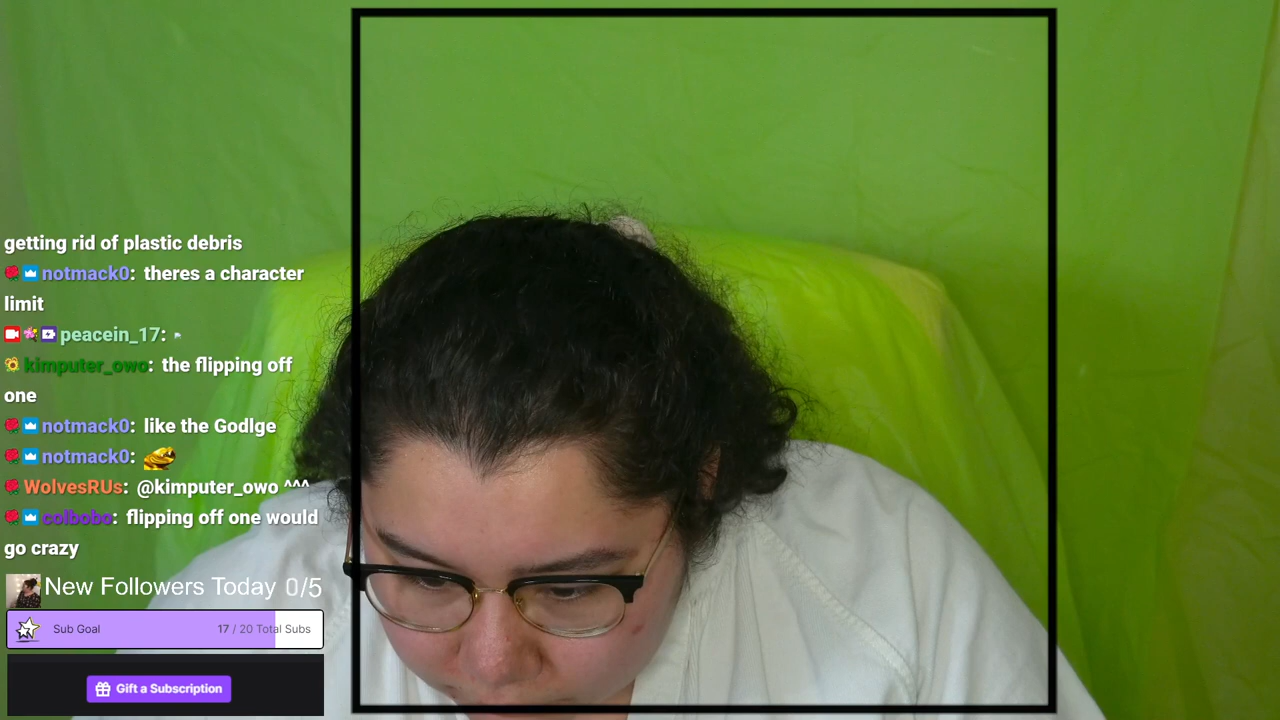 getting rid of plastic debris
notmack0: theres a character
limit
peacein_17:
kimputer_owo: the flipping off
one
notmack0: like the Godlge
notmack0:
WolvesRUs: @kimputer_owo ^^^
colbobo: flipping off one would
go crazy
New Followers Today 0/5
Sub Goal 17 / 20 Total Subs
Gift a Subscription